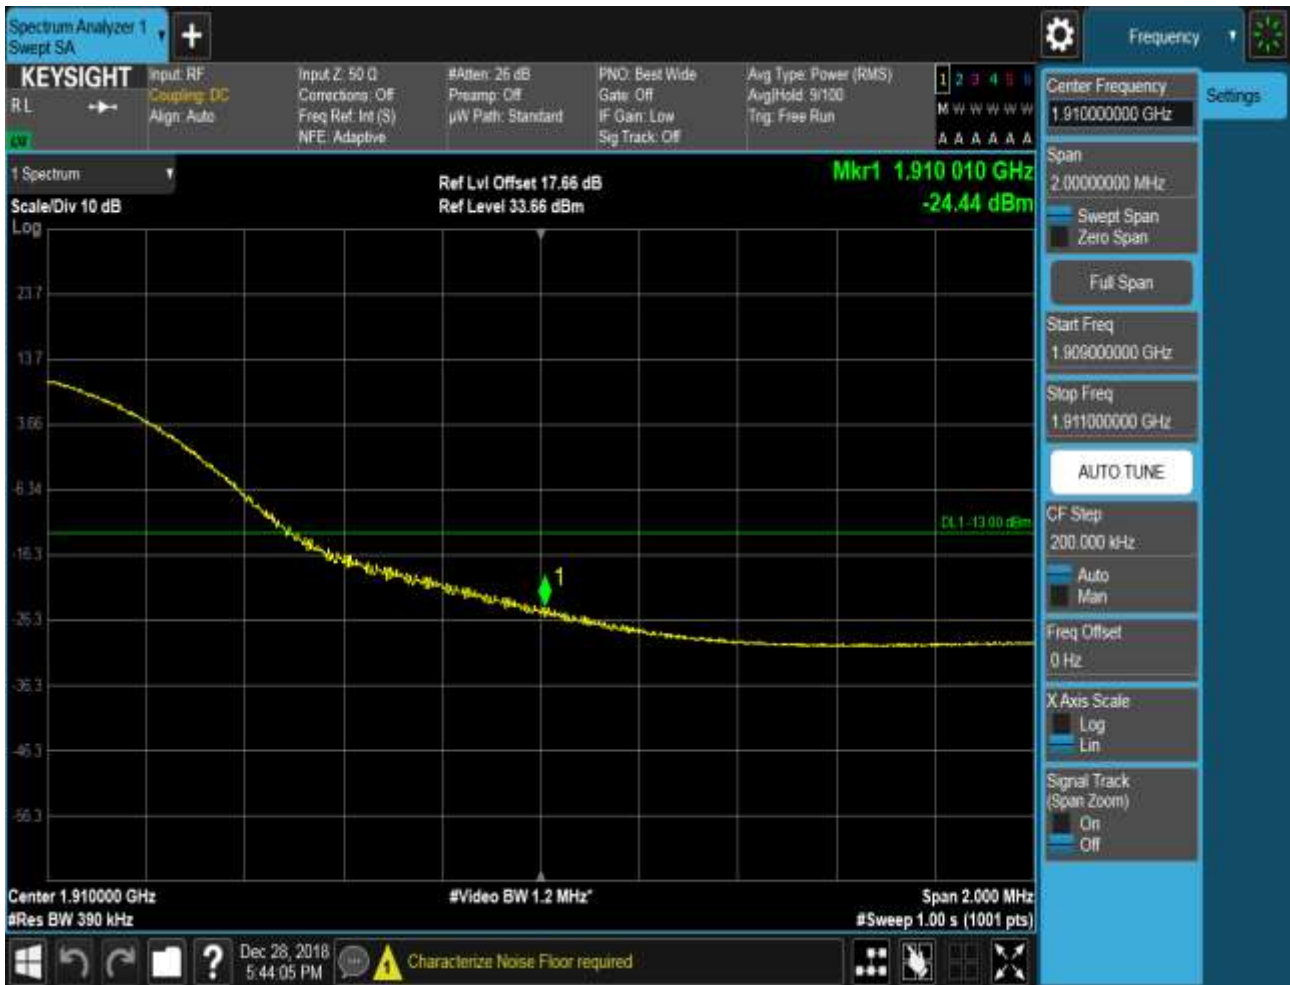 Spectrum Analyzer 1
Swept SA
Frequency
KEYSIGHT
Input: RF
Coupling: DC
Align: Auto
R L
Input Z: 50 Ω
Corrections: Off
Freq Ref: Int (S)
NFE: Adaptive
#Atten: 26 dB
Preamp: Off
µW Path: Standard
PNO: Best Wide
Gate: Off
IF Gain: Low
Sig Track: Off
Avg Type: Power (RMS)
Avg|Hold: 9/100
Trig: Free Run
1 2 3 4 5 6
M W W W W W
A A A A A A
1 Spectrum
Scale/Div 10 dB
Log
Ref Lvl Offset 17.66 dB
Ref Level 33.66 dBm
Mkr1 1.910 010 GHz
-24.44 dBm
23.7
13.7
3.66
-6.34
-16.3
-26.3
-36.3
-46.3
-56.3
DL1 -13.00 dBm
1
Center 1.910000 GHz
#Res BW 390 kHz
#Video BW 1.2 MHz*
Span 2.000 MHz
#Sweep 1.00 s (1001 pts)
Dec 28, 2018
5:44:05 PM
Characterize Noise Floor required
Center Frequency
1.910000000 GHz
Settings
Span
2.00000000 MHz
Swept Span
Zero Span
Full Span
Start Freq
1.909000000 GHz
Stop Freq
1.911000000 GHz
AUTO TUNE
CF Step
200.000 kHz
Auto
Man
Freq Offset
0 Hz
X Axis Scale
Log
Lin
Signal Track
(Span Zoom)
On
Off